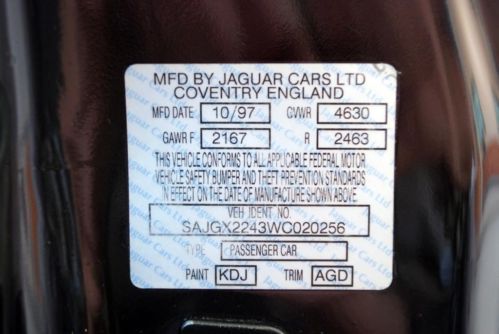 MFD BY JAGUAR CARS LTD
COVENTRY ENGLAND
MFD DATE 10/97 GVWR 4630
GAWR F 2167 R 2463
THIS VEHICLE CONFORMS TO ALL APPLICABLE FEDERAL MOTOR
VEHICLE SAFETY BUMPER AND THEFT PREVENTION STANDARDS
IN EFFECT ON THE DATE OF MANUFACTURE SHOWN ABOVE.
VEH IDENT NO.
SAJGX2243WC020256
TYPE PASSENGER CAR
PAINT KDJ TRIM AGD